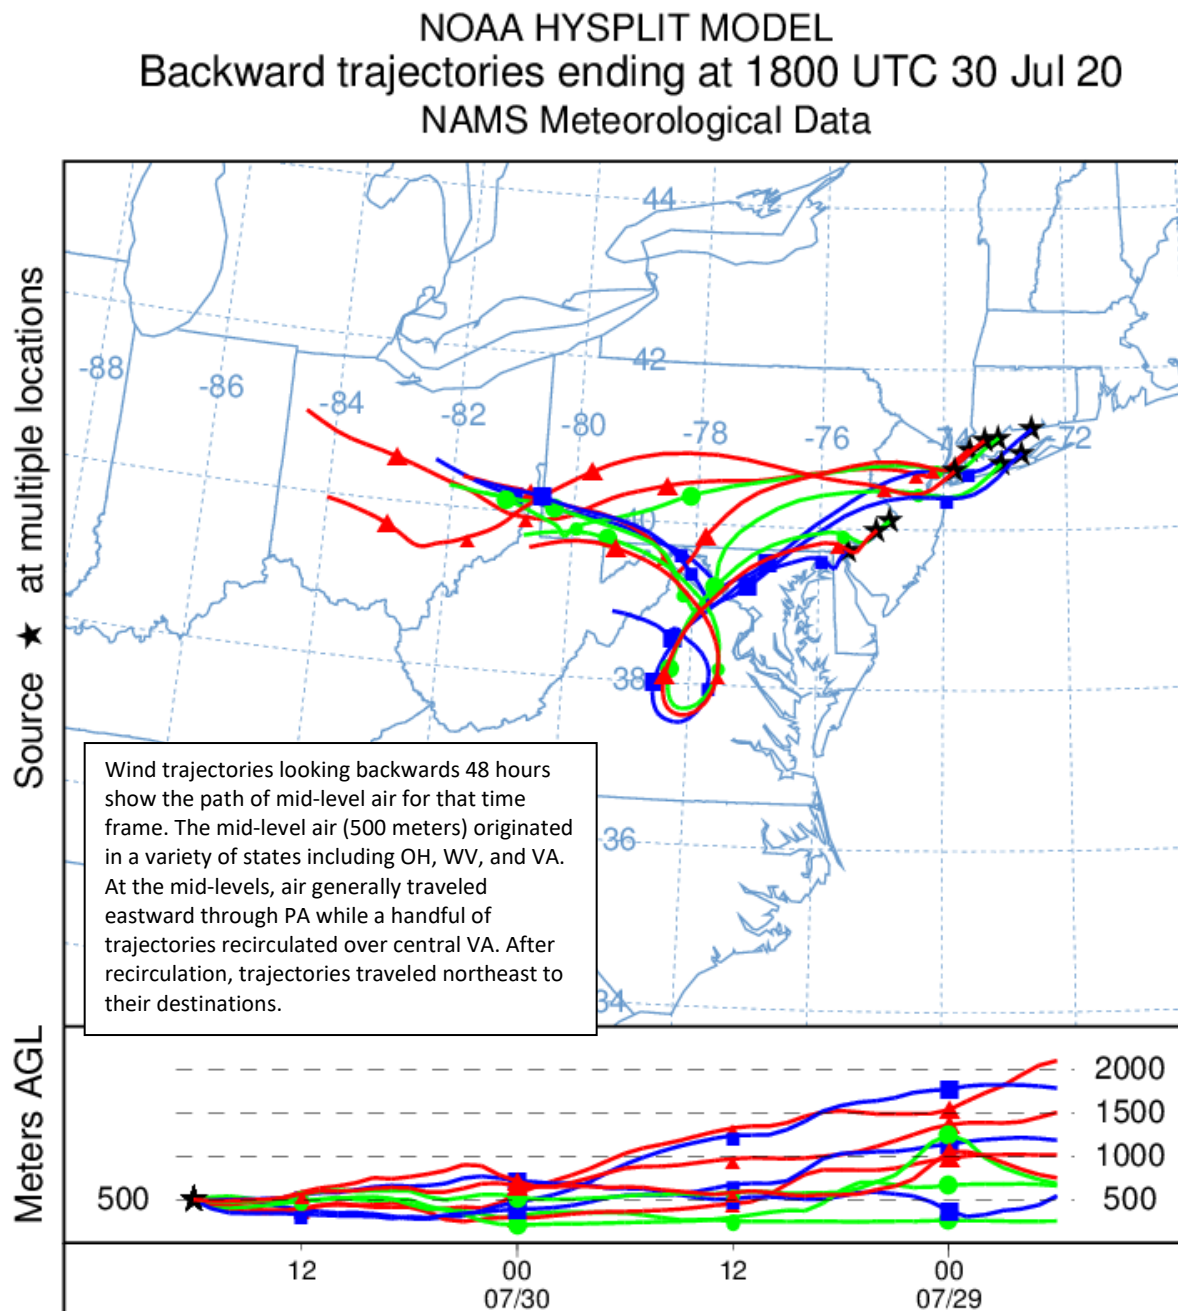 NOAA HYSPLIT MODEL
Backward trajectories ending at 1800 UTC 30 Jul 20
NAMS Meteorological Data
Source ★ at multiple locations
44
42
-88
-86
-84
-82
-80
-78
-76
74
-72
40
38
36
34
Wind trajectories looking backwards 48 hours
show the path of mid-level air for that time
frame. The mid-level air (500 meters) originated
in a variety of states including OH, WV, and VA.
At the mid-levels, air generally traveled
eastward through PA while a handful of
trajectories recirculated over central VA. After
recirculation, trajectories traveled northeast to
their destinations.
Meters AGL
500
2000
1500
1000
500
12
00
12
00
07/30
07/29